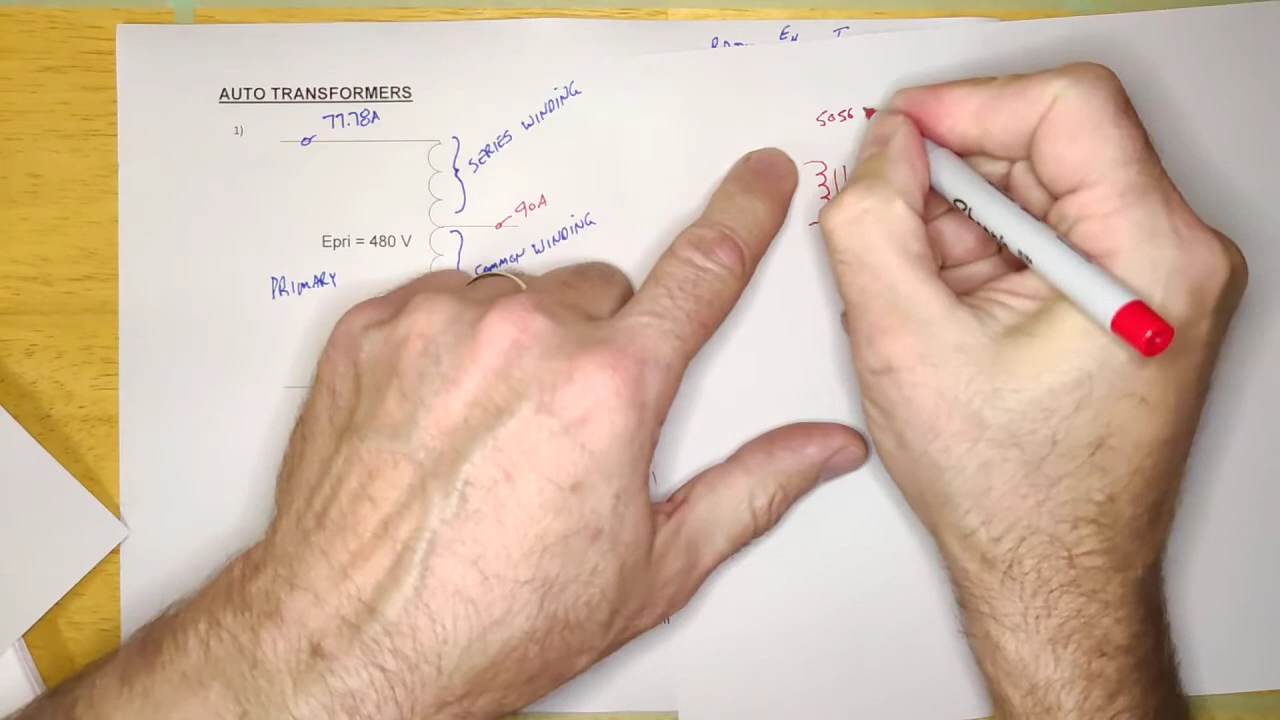 AUTO TRANSFORMERS
1)
77.78A
SERIES WINDING
90A
Epri = 480 V
COMMON WINDING
PRIMARY
5056